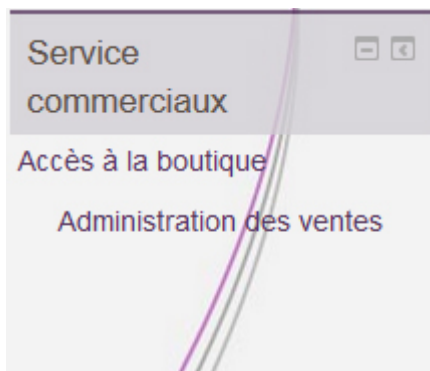 Service
commerciaux
Accès à la boutique
Administration des ventes